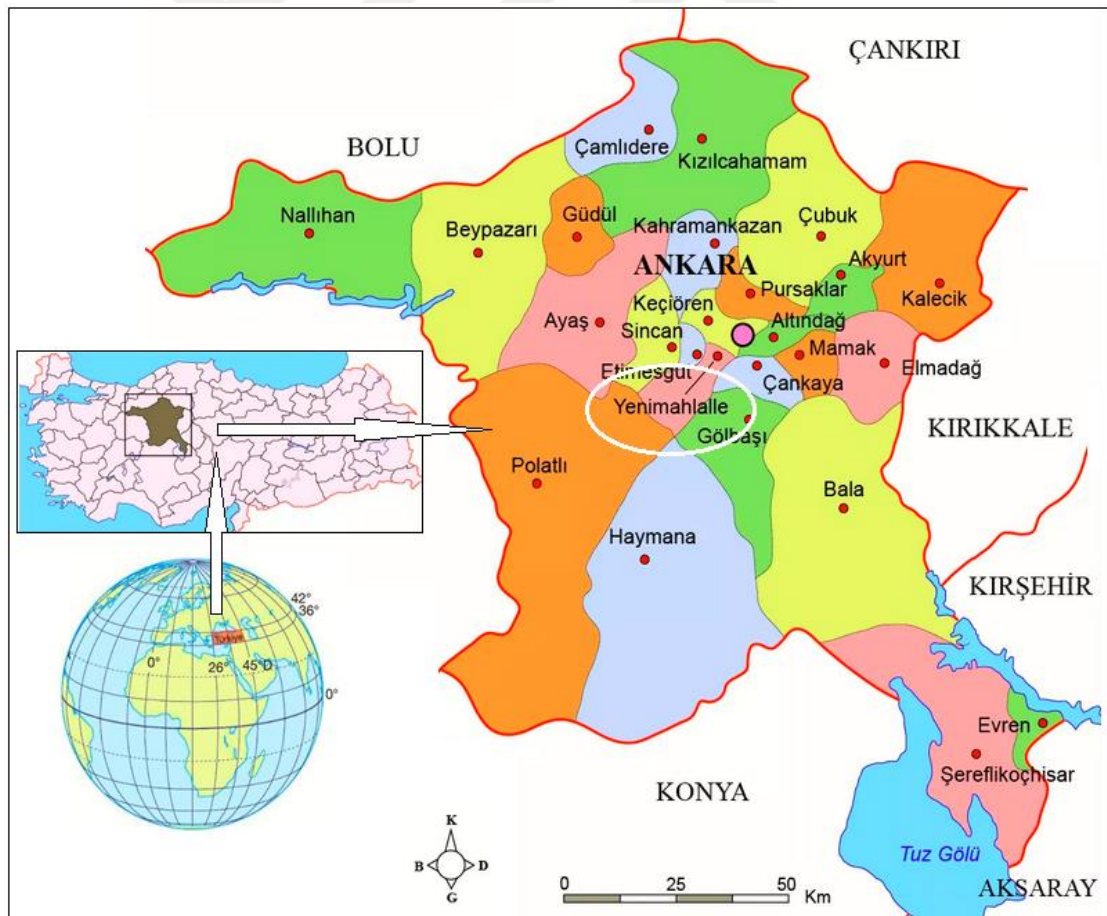 ÇANKIRI
BOLU
Çamlıdere
Kızılcahamam
Nallıhan
Beypazarı
Güdül
Kahramankazan
Çubuk
ANKARA
Akyurt
Pursaklar
Kalecik
Keçiören
Ayaş
Sincan
Altındağ
Mamak
Elmadağ
Etimesgut
Çankaya
Yenimahlalle
Gölbaşı
KIRIKKALE
Polatlı
Bala
Haymana
KIRŞEHİR
42°
36°
Türkiye
0°
26°
45°D
0°
Evren
Şereflikoçhisar
KONYA
Tuz Gölü
AKSARAY
K
B
D
G
0
25
50
Km